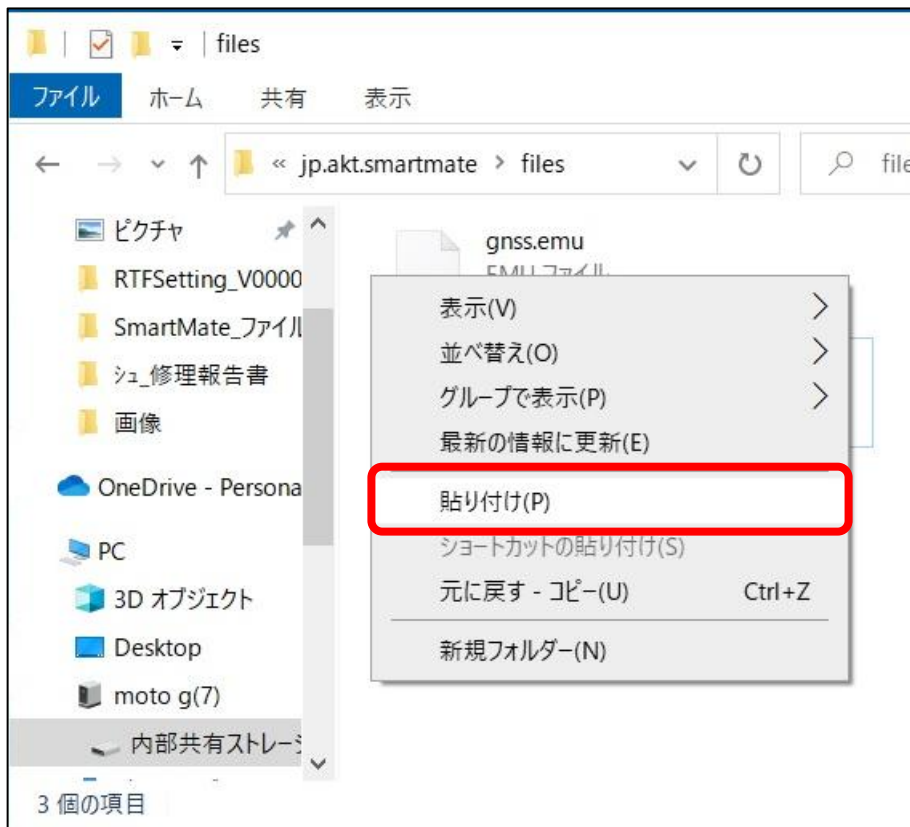 files
ファイル
ホーム
共有
表示
« jp.akt.smartmate > files
file
ピクチャ
RTFSetting_V0000
SmartMate_ファイル
ｼｭ_修理報告書
画像
OneDrive - Persona
PC
3D オブジェクト
Desktop
moto g(7)
内部共有ストレージ
gnss.emu
EMU ファイル
表示(V)
並べ替え(O)
グループで表示(P)
最新の情報に更新(E)
貼り付け(P)
ショートカットの貼り付け(S)
元に戻す - コピー(U) Ctrl+Z
新規フォルダー(N)
3 個の項目